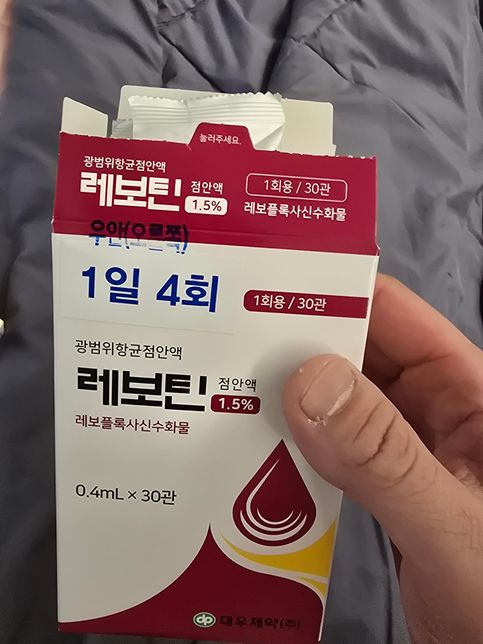 눌러주세요.
광범위항균점안액
레보틴 점안액 1.5%
1회용 / 30관
레보플록사신수화물
우안(오른쪽)
1일 4회
1회용 / 30관
광범위항균점안액
레보틴 점안액 1.5%
레보플록사신수화물
0.4mL × 30관
dp 대우제약(주)